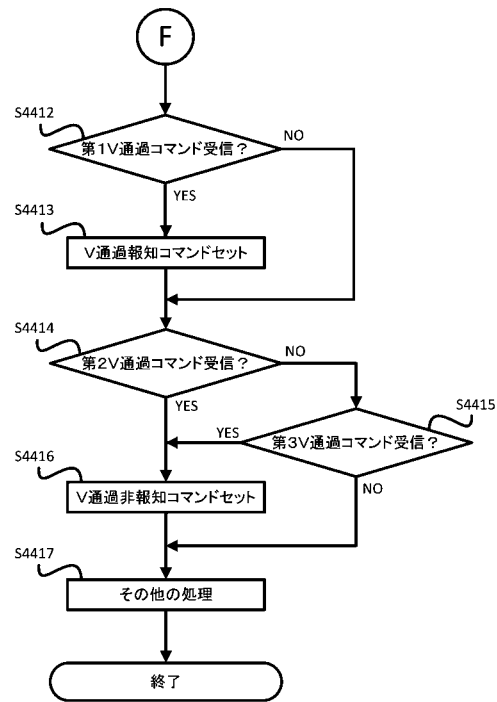 F
S4412
第1V通過コマンド受信？
NO
YES
S4413
V通過報知コマンドセット
S4414
第2V通過コマンド受信？
NO
YES
S4415
第3V通過コマンド受信？
YES
NO
S4416
V通過非報知コマンドセット
S4417
その他の処理
終了